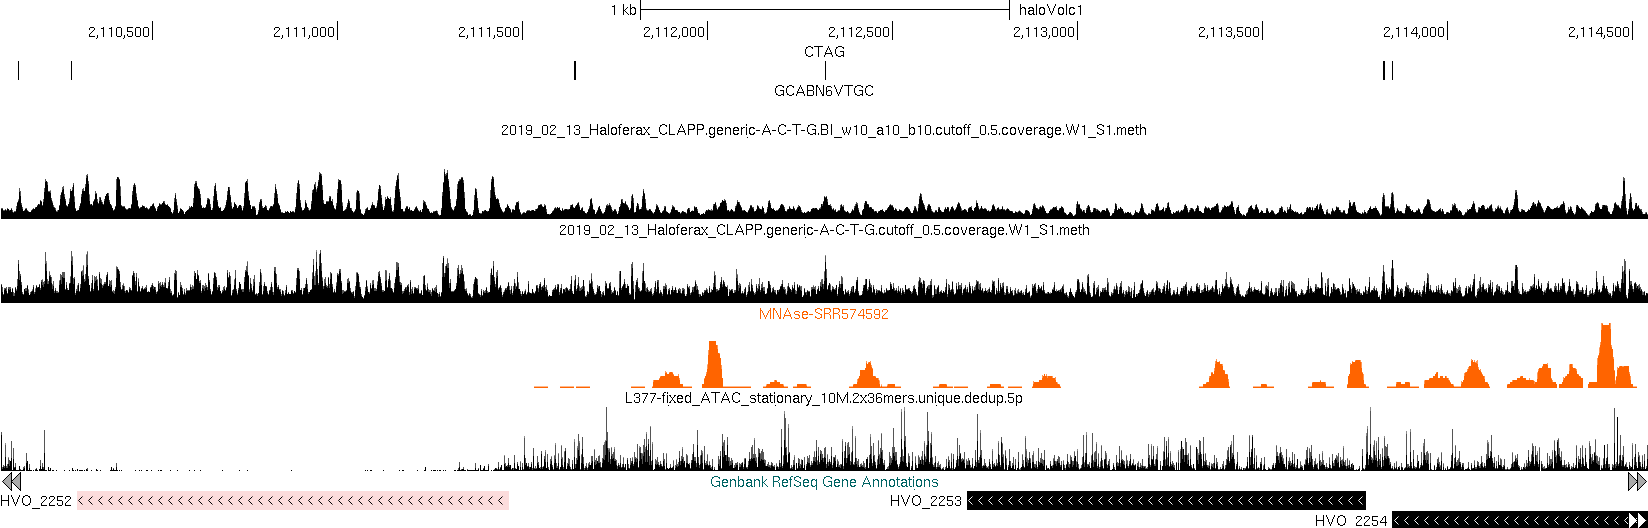 1 kb haloVolc1
2,110,500 2,111,000 2,111,500 2,112,000 2,112,500 2,113,000 2,113,500 2,114,000 2,114,500
CTAG
GCABN6VTGC
2019_02_13_Haloferax_CLAPP.generic-A-C-T-G.BI_w10_a10_b10.cutoff_0.5.coverage.W1_S1.meth
2019_02_13_Haloferax_CLAPP.generic-A-C-T-G.cutoff_0.5.coverage.W1_S1.meth
MNAse-SRR574592
L377-fixed_ATAC_stationary_10M.2x36mers.unique.dedup.5p
Genbank RefSeq Gene Annotations
HVO_2252 HVO_2253
HVO_2254